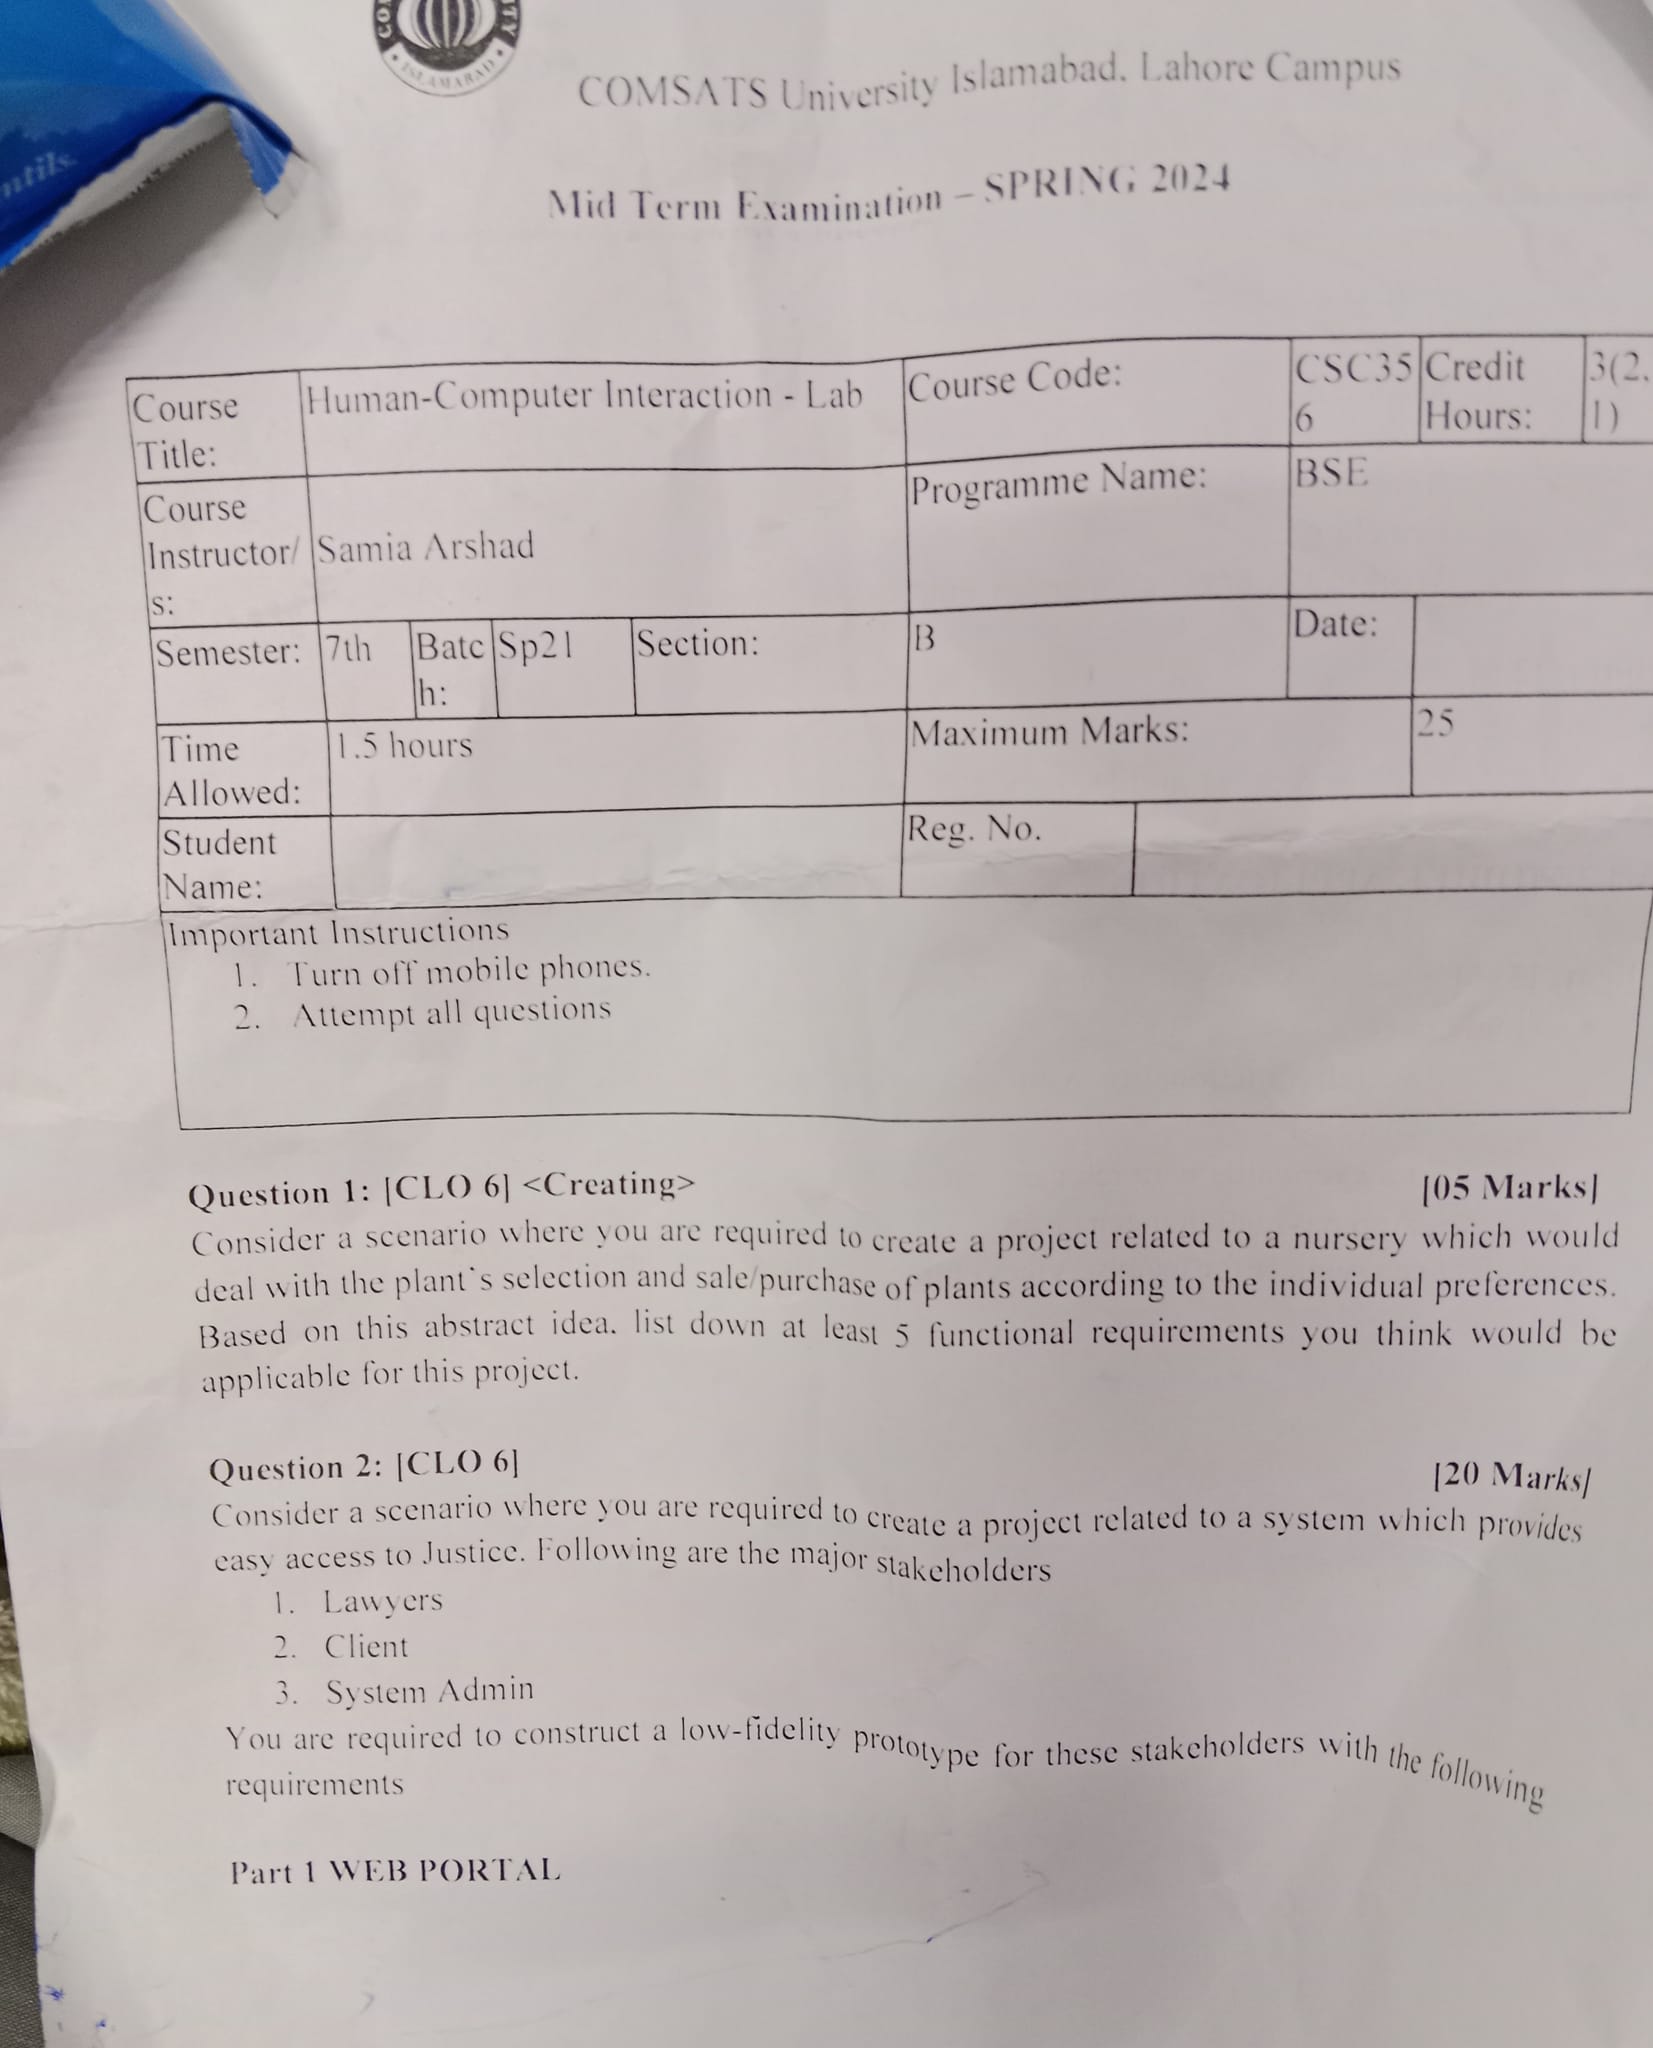 ISLAMABAD
COMSATS University Islamabad, Lahore Campus
Mid Term Examination – SPRING 2024
Course Title: Human-Computer Interaction - Lab Course Code: CSC356 Credit Hours: 3(2,1)
Course Instructor/s: Samia Arshad Programme Name: BSE
Semester: 7th Batch: Sp21 Section: B Date:
Time Allowed: 1.5 hours Maximum Marks: 25
Student Name: Reg. No.
Important Instructions
1. Turn off mobile phones.
2. Attempt all questions
Question 1: [CLO 6] <Creating> [05 Marks]
Consider a scenario where you are required to create a project related to a nursery which would
deal with the plant's selection and sale/purchase of plants according to the individual preferences.
Based on this abstract idea, list down at least 5 functional requirements you think would be
applicable for this project.
Question 2: [CLO 6] [20 Marks]
Consider a scenario where you are required to create a project related to a system which provides
easy access to Justice. Following are the major stakeholders
1. Lawyers
2. Client
3. System Admin
You are required to construct a low-fidelity prototype for these stakeholders with the following
requirements
Part 1 WEB PORTAL